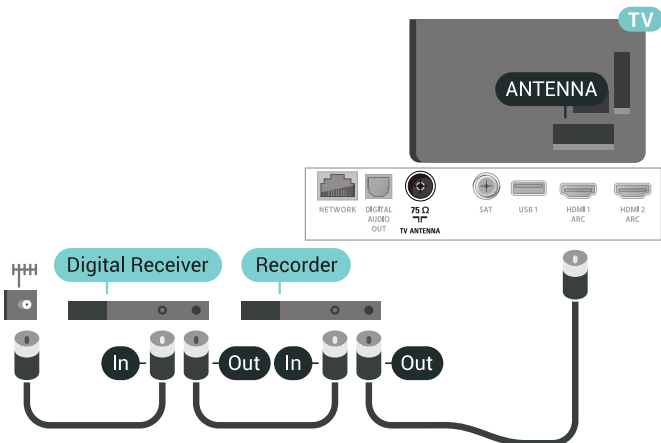 TV
ANTENNA
NETWORK
DIGITAL
AUDIO
OUT
75 Ω
TV ANTENNA
SAT
USB 1
HDMI 1
ARC
HDMI 2
ARC
Digital Receiver
Recorder
In
Out
In
Out